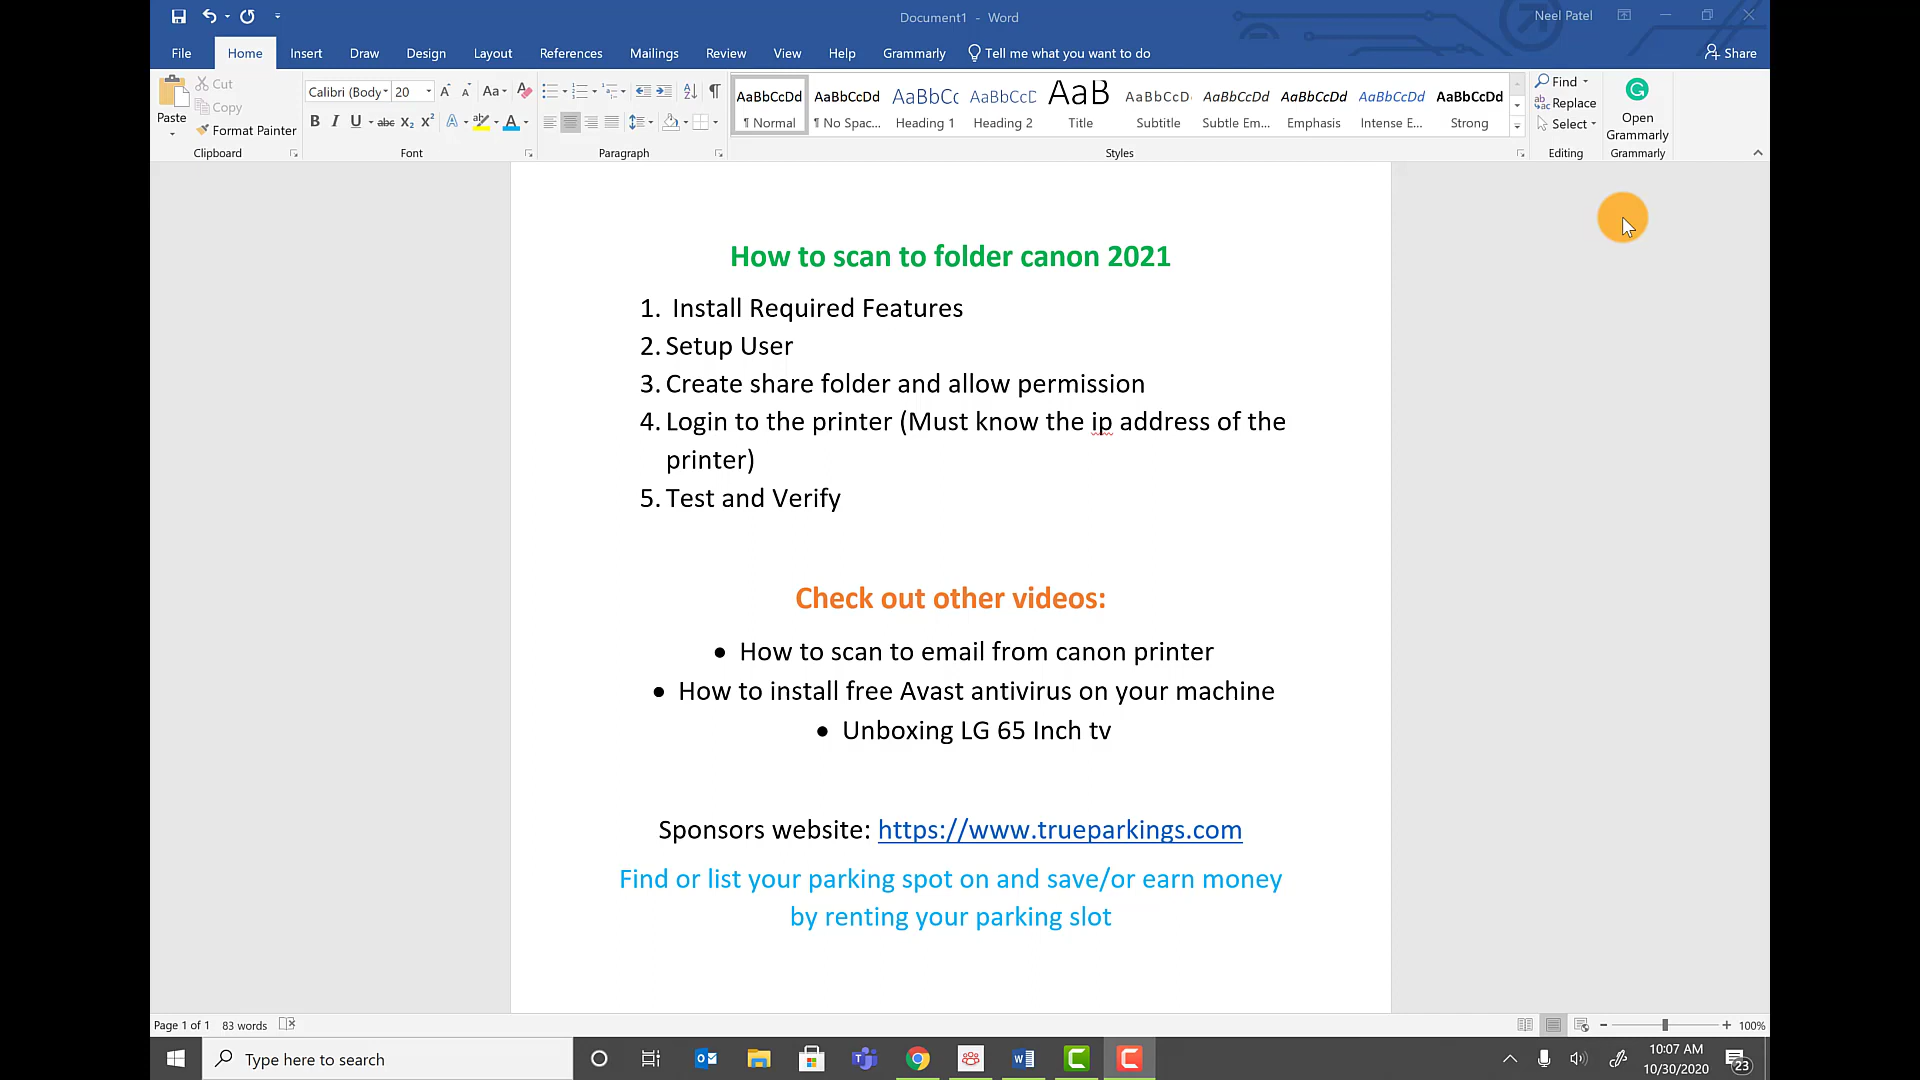 Document1 - Word
Neel Patel
File Home Insert Draw Design Layout References Mailings Review View Help Grammarly Tell me what you want to do Share
Paste
Cut
Copy
Format Painter
Clipboard
Calibri (Body 20
Aa
B I U abc X₂ X² A ab A
Font
Paragraph
AaBbCcDd AaBbCcDd AaBbCc AaBbCcD AaB AaBbCcD AaBbCcDd AaBbCcDd AaBbCcDd AaBbCcDd
¶ Normal ¶ No Spac... Heading 1 Heading 2 Title Subtitle Subtle Em... Emphasis Intense E... Strong
Styles
Find
Replace
Select
Editing
Open
Grammarly
Grammarly
How to scan to folder canon 2021
1. Install Required Features
2. Setup User
3. Create share folder and allow permission
4. Login to the printer (Must know the ip address of the
printer)
5. Test and Verify
Check out other videos:
• How to scan to email from canon printer
• How to install free Avast antivirus on your machine
• Unboxing LG 65 Inch tv
Sponsors website: https://www.trueparkings.com
Find or list your parking spot on and save/or earn money
by renting your parking slot
Page 1 of 1 83 words
100%
Type here to search
10:07 AM
10/30/2020
23